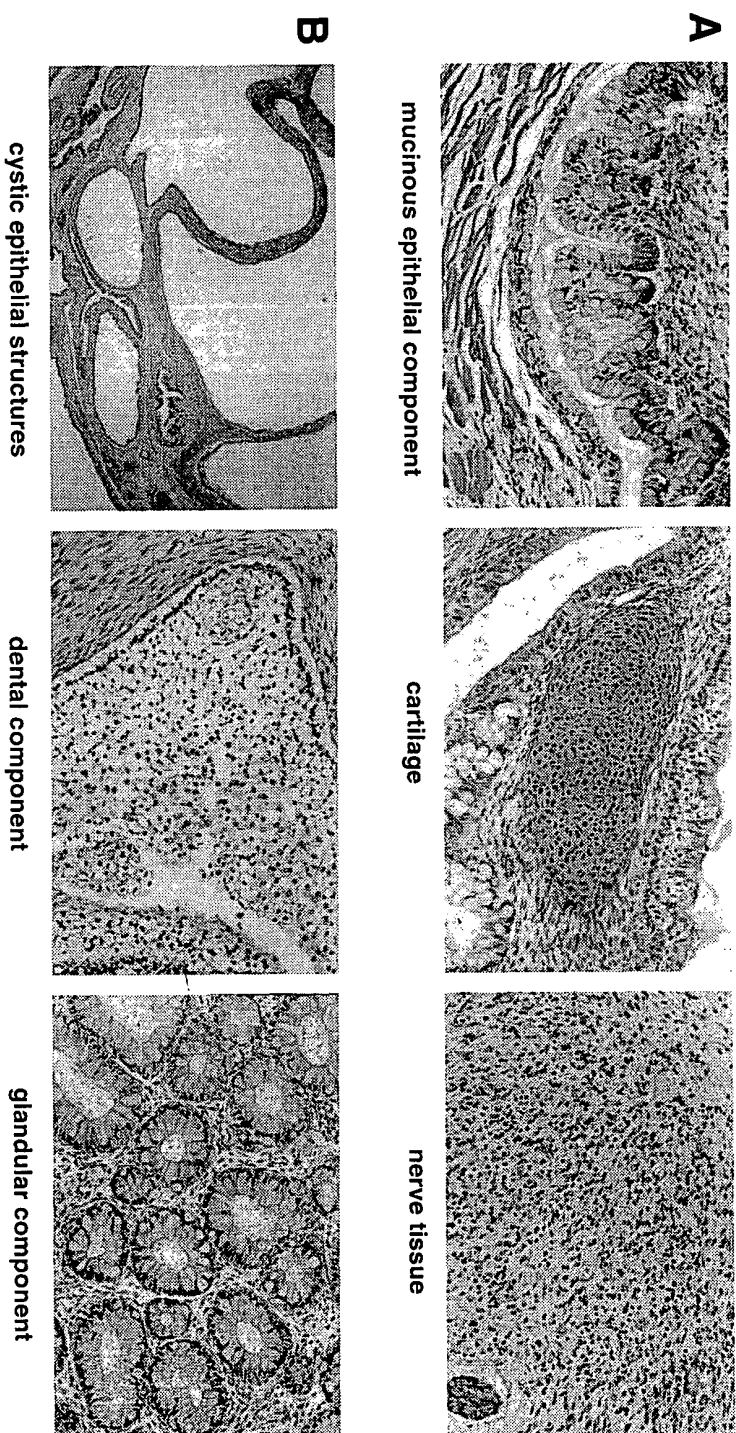 A
mucinous epithelial component
cartilage
nerve tissue
B
cystic epithelial structures
dental component
glandular component